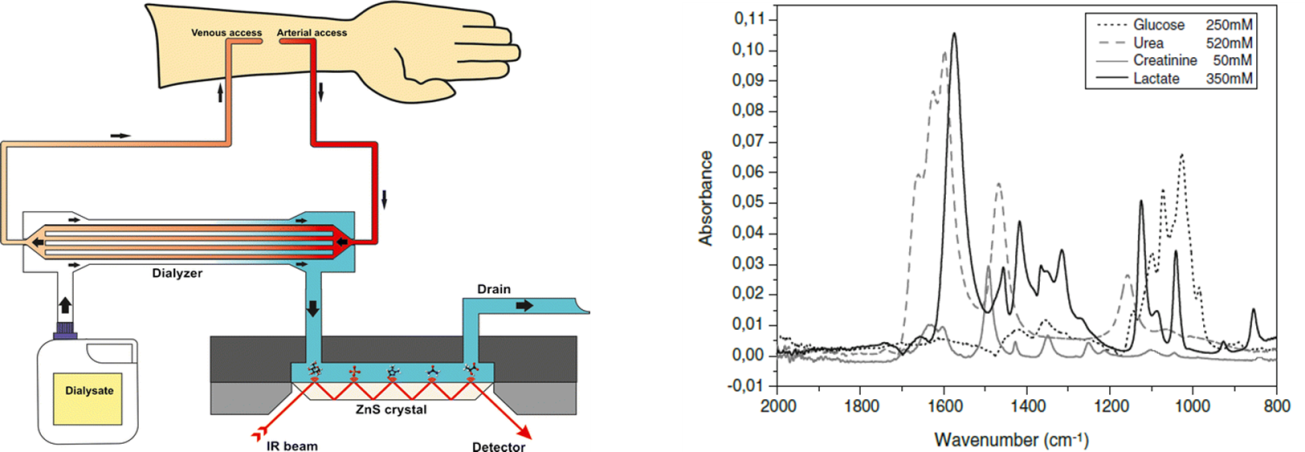 Venous access
Arterial access
Dialyzer
Drain
Dialysate
ZnS crystal
IR beam
Detector
Glucose 250mM
Urea 520mM
Creatinine 50mM
Lactate 350mM
Absorbance
0,11
0,10
0,09
0,08
0,07
0,06
0,05
0,04
0,03
0,02
0,01
0,00
-0,01
2000 1800 1600 1400 1200 1000 800
Wavenumber (cm⁻¹)